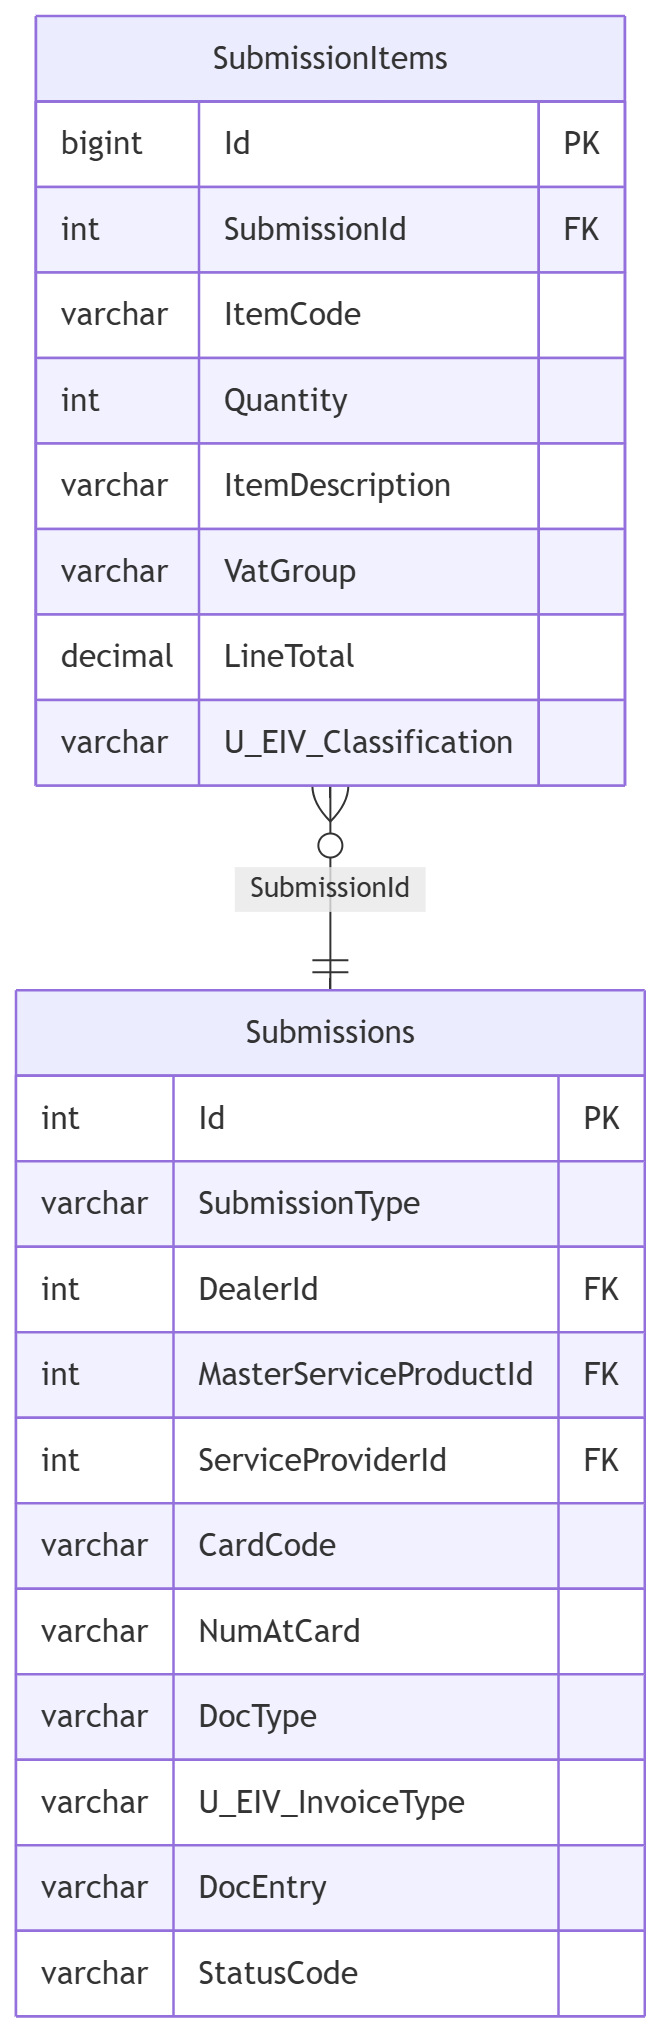 SubmissionItems
bigint Id PK
int SubmissionId FK
varchar ItemCode
int Quantity
varchar ItemDescription
varchar VatGroup
decimal LineTotal
varchar U_EIV_Classification
SubmissionId
Submissions
int Id PK
varchar SubmissionType
int DealerId FK
int MasterServiceProductId FK
int ServiceProviderId FK
varchar CardCode
varchar NumAtCard
varchar DocType
varchar U_EIV_InvoiceType
varchar DocEntry
varchar StatusCode